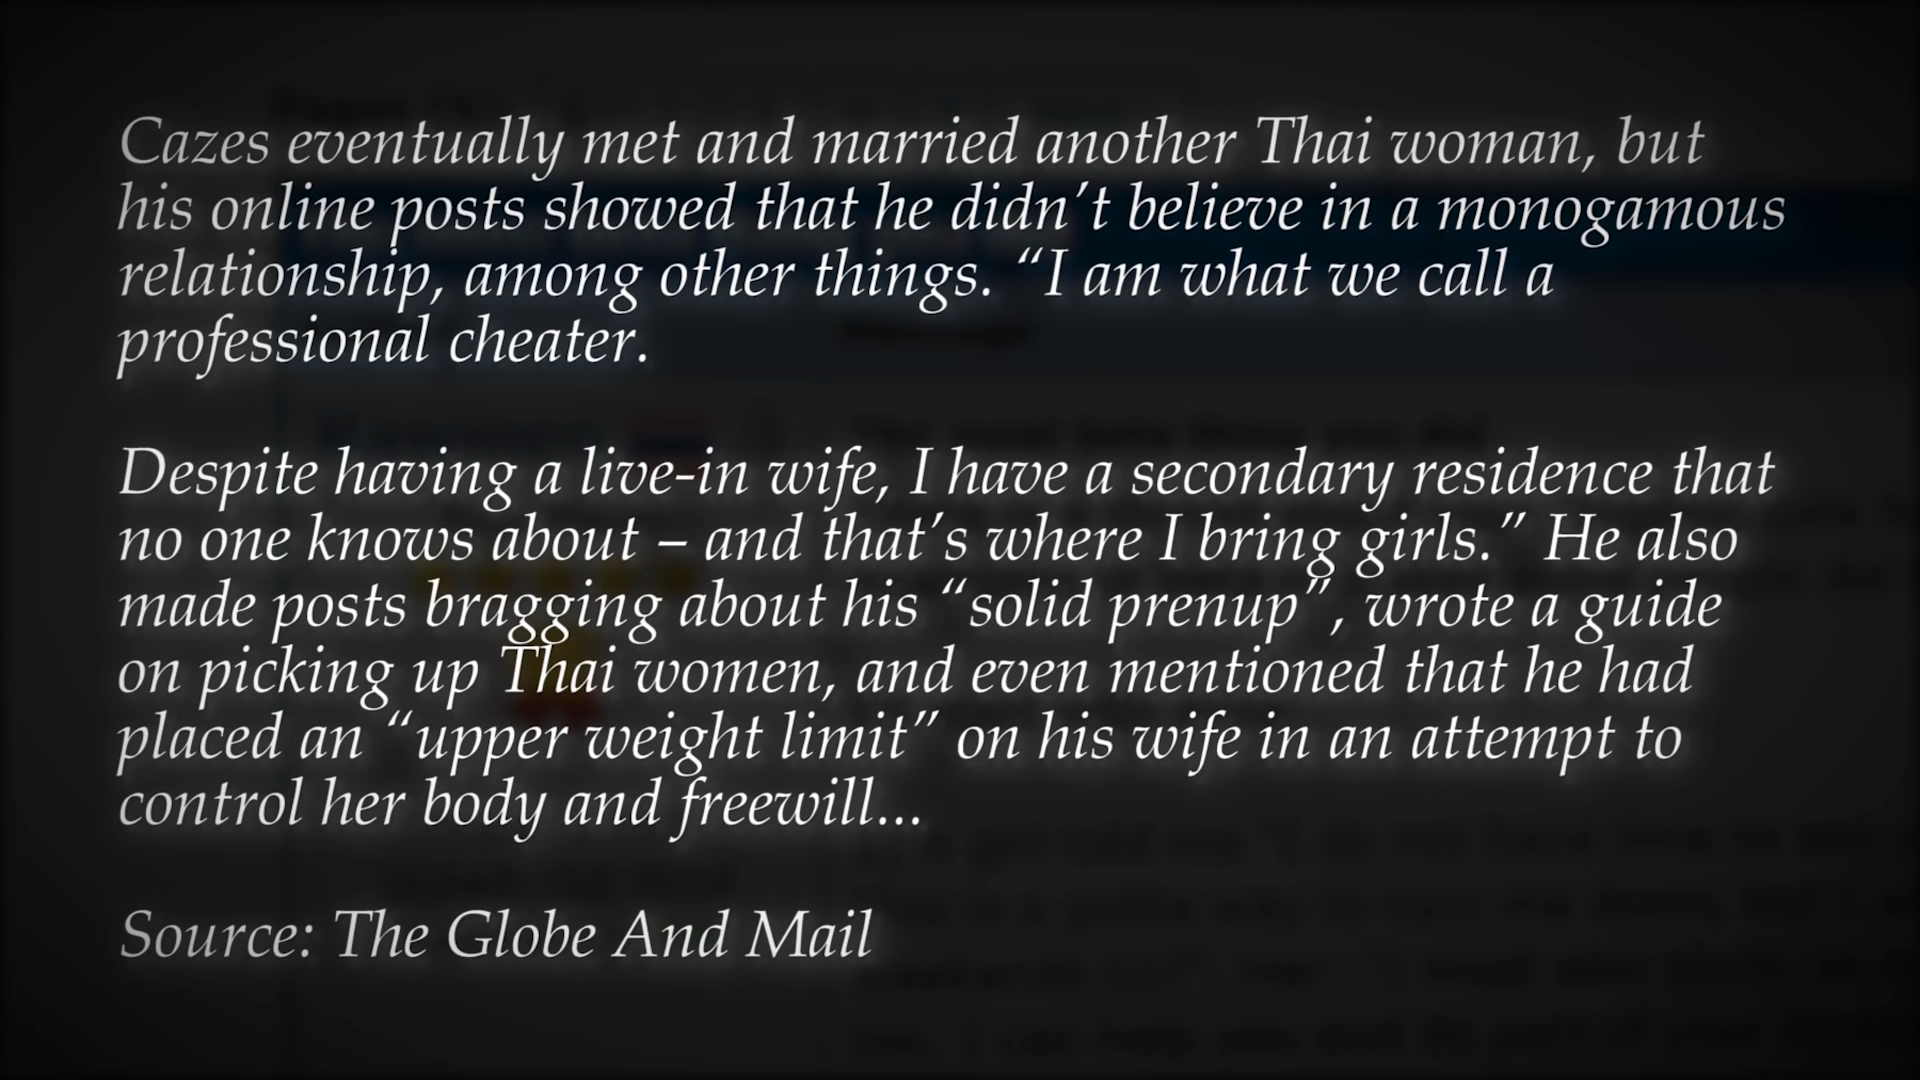 Cazes eventually met and married another Thai woman, but
his online posts showed that he didn’t believe in a monogamous
relationship, among other things. “I am what we call a
professional cheater.
Despite having a live-in wife, I have a secondary residence that
no one knows about – and that’s where I bring girls.” He also
made posts bragging about his “solid prenup”, wrote a guide
on picking up Thai women, and even mentioned that he had
placed an “upper weight limit” on his wife in an attempt to
control her body and freewill...
Source: The Globe And Mail